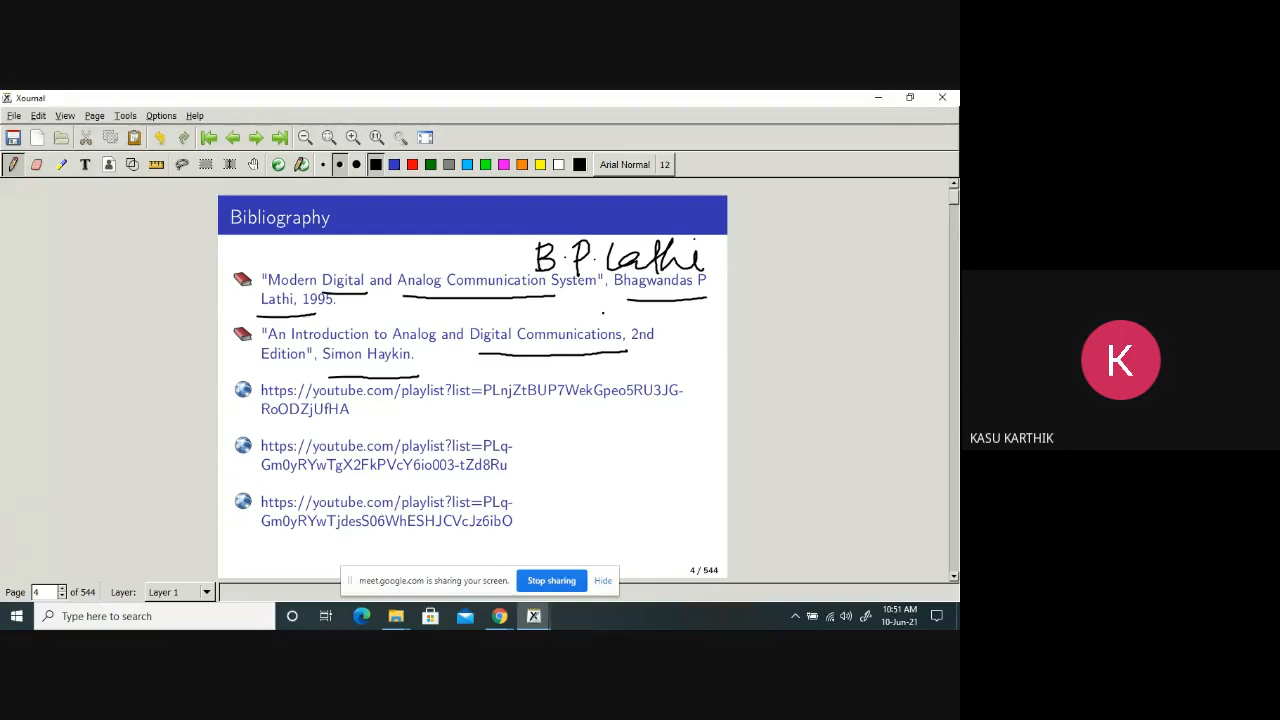 Xournal
File Edit View Page Tools Options Help
Arial Normal 12
Bibliography
B.P. Lathi
"Modern Digital and Analog Communication System", Bhagwandas P
Lathi, 1995.
"An Introduction to Analog and Digital Communications, 2nd
Edition", Simon Haykin.
https://youtube.com/playlist?list=PLnjZtBUP7WekGpeo5RU3JG-
RoODZjUfHA
https://youtube.com/playlist?list=PLq-
Gm0yRYwTgX2FkPVcY6io003-tZd8Ru
https://youtube.com/playlist?list=PLq-
Gm0yRYwTjdesS06WhESHJCVcJz6ibO
4 / 544
meet.google.com is sharing your screen. Stop sharing Hide
Page 4 of 544 Layer: Layer 1
Type here to search
10:51 AM
10-Jun-21
K
KASU KARTHIK